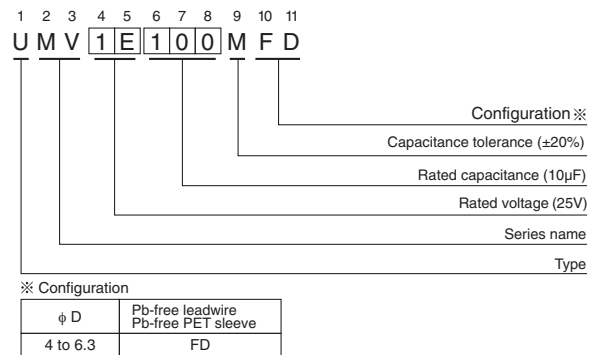 1 2 3 4 5 6 7 8 9 10 11
U M V 1 E 1 0 0 M F D
Configuration※
Capacitance tolerance (±20%)
Rated capacitance (10µF)
Rated voltage (25V)
Series name
Type
※ Configuration
ϕ D
Pb-free leadwire
Pb-free PET sleeve
4 to 6.3
FD